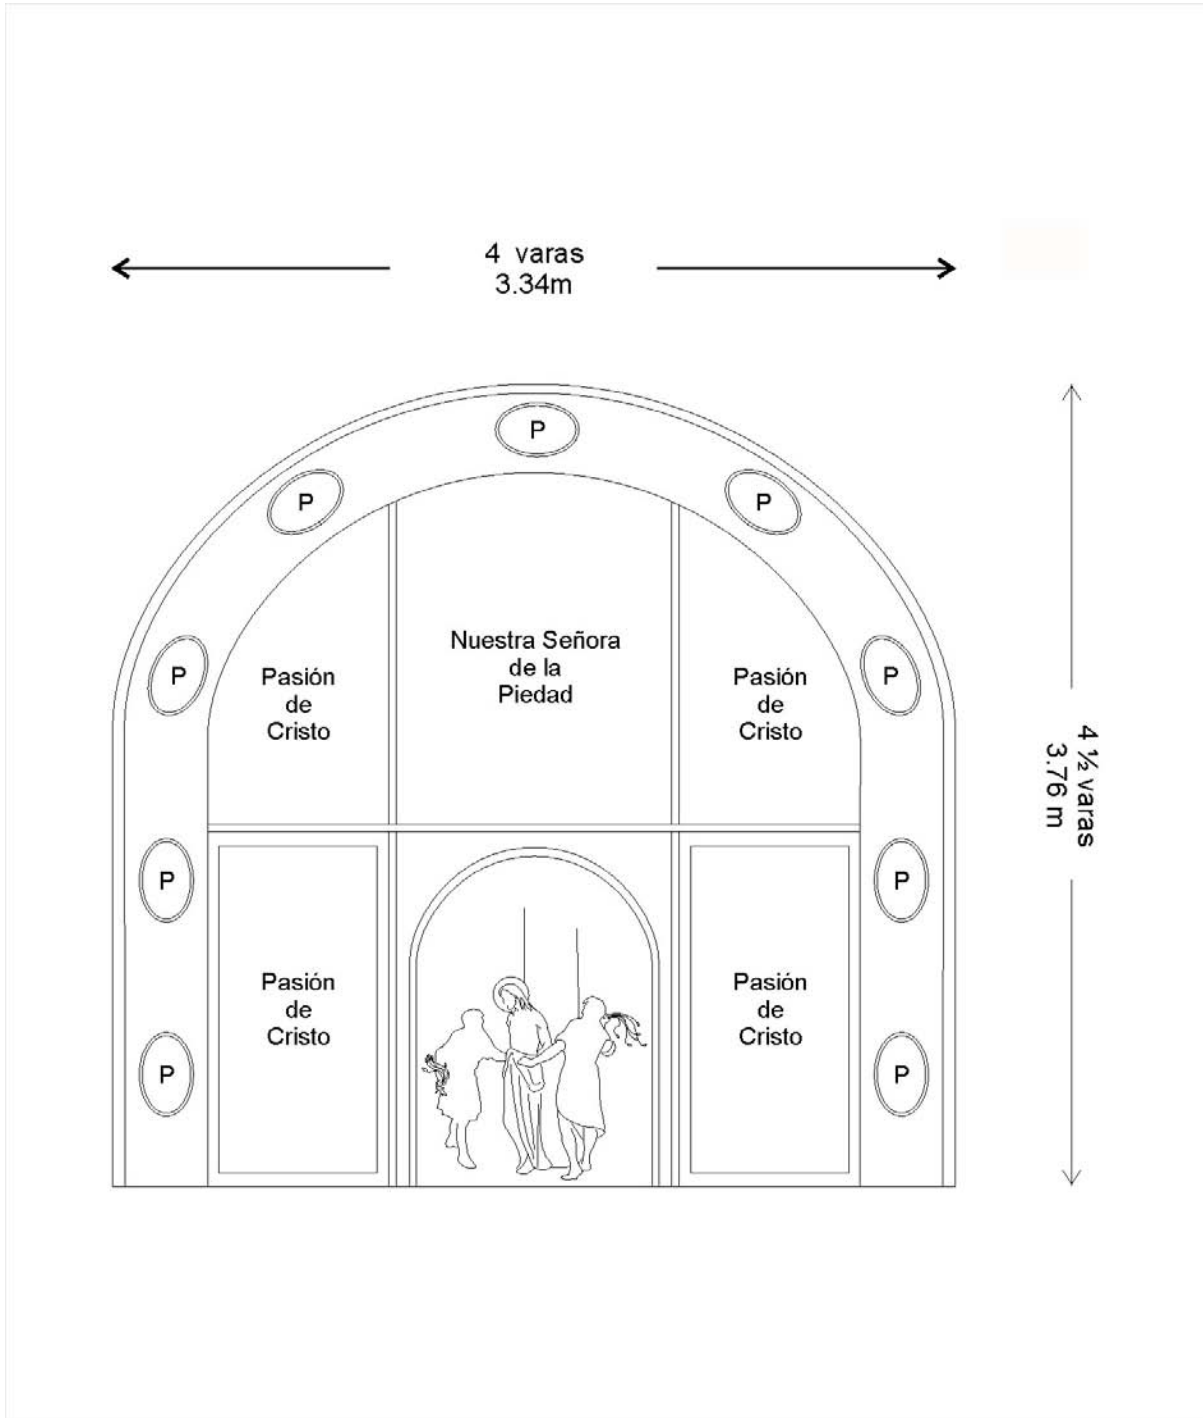 4 varas
3.34m
P
P
P
Nuestra Señora
de la
Piedad
P
Pasión
de
Cristo
Pasión
de
Cristo
P
4 ½ varas
3.76 m
P
P
Pasión
de
Cristo
Pasión
de
Cristo
P
P